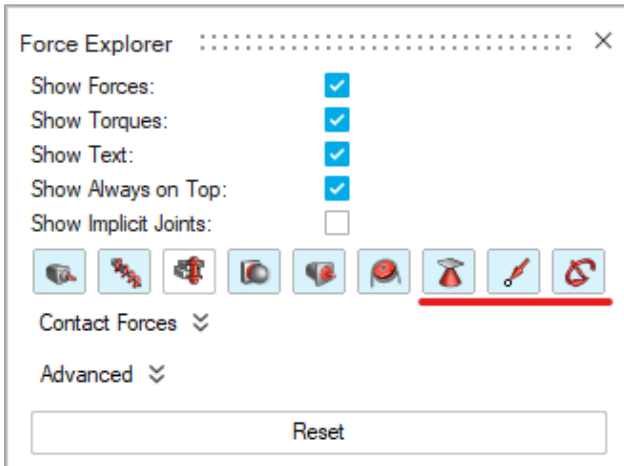 Force Explorer
Show Forces:
Show Torques:
Show Text:
Show Always on Top:
Show Implicit Joints:
Contact Forces
Advanced
Reset